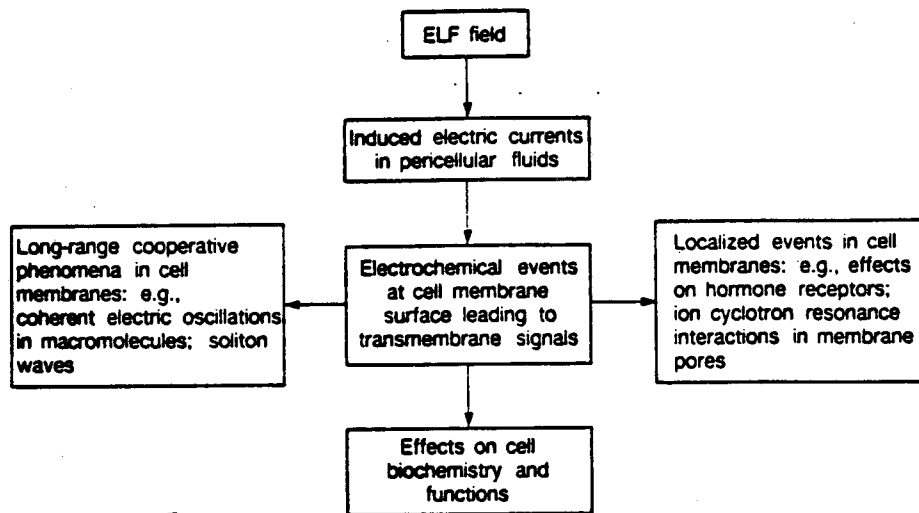 ELF field
Induced electric currents
in pericellular fluids
Long-range cooperative
phenomena in cell
membranes: e.g.,
coherent electric oscillations
in macromolecules; soliton
waves
Electrochemical events
at cell membrane
surface leading to
transmembrane signals
Localized events in cell
membranes: e.g., effects
on hormone receptors;
ion cyclotron resonance
interactions in membrane
pores
Effects on cell
biochemistry and
functions